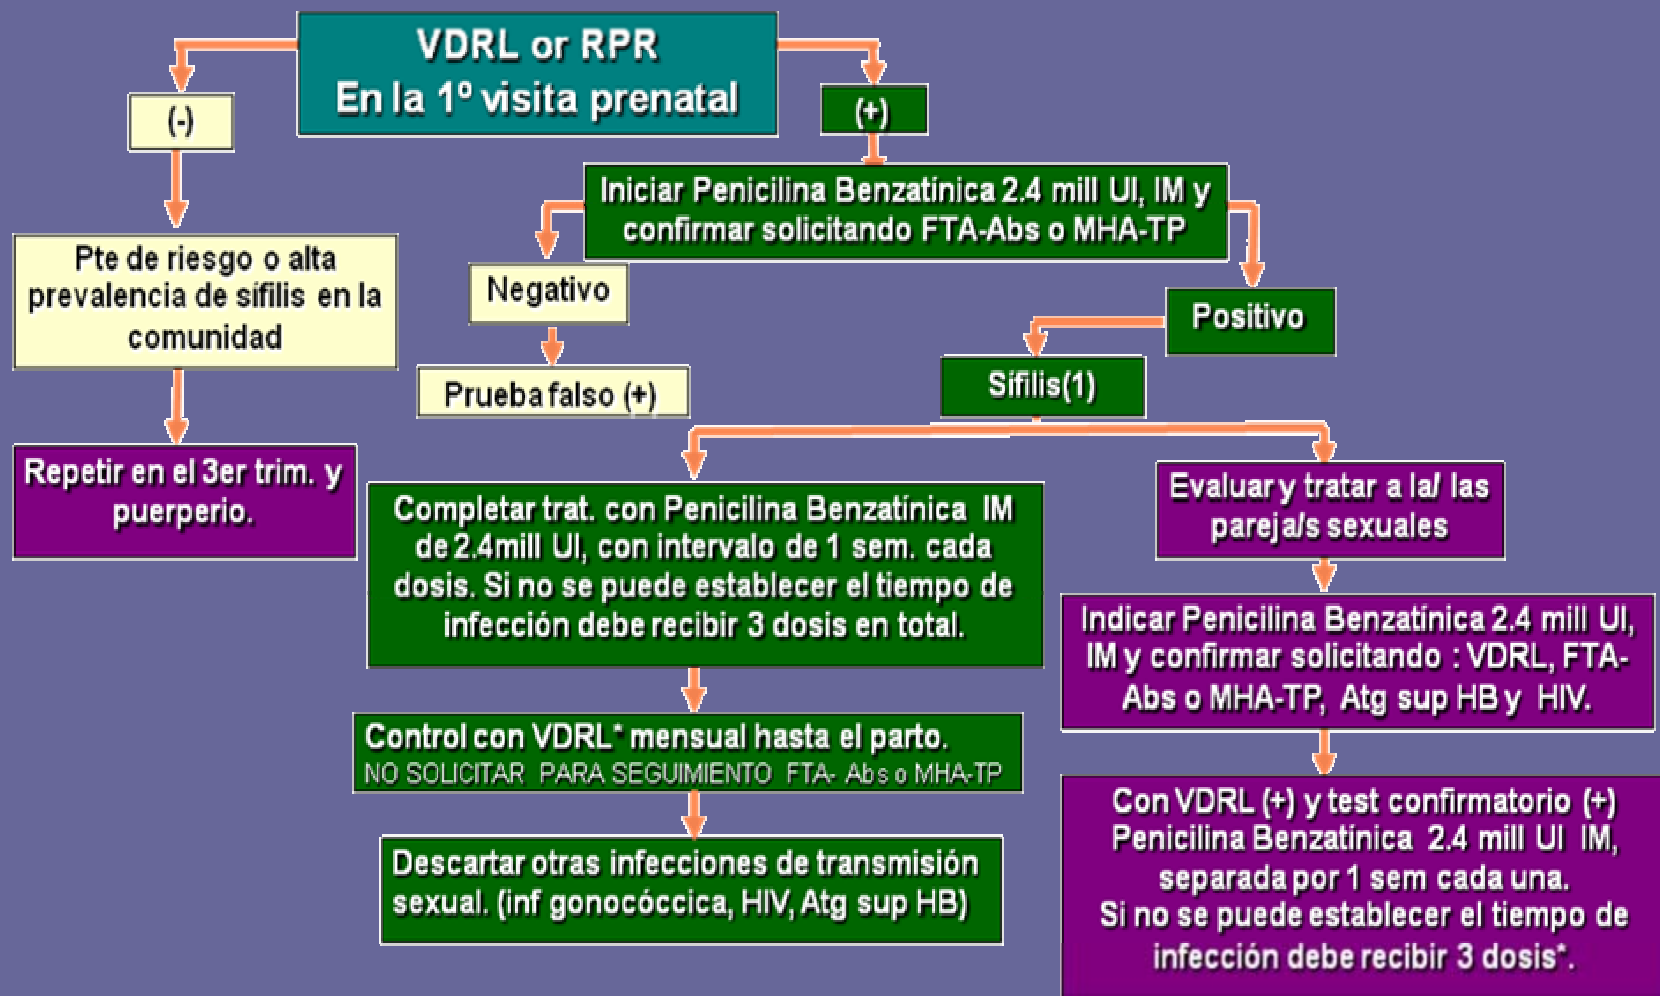 VDRL or RPR
En la 1º visita prenatal
(-)
(+)
Pte de riesgo o alta
prevalencia de sífilis en la
comunidad
Repetir en el 3er trim. y
puerperio.
Iniciar Penicilina Benzatínica 2.4 mill UI, IM y
confirmar solicitando FTA-Abs o MHA-TP
Negativo
Prueba falso (+)
Positivo
Sífilis(1)
Completar trat. con Penicilina Benzatínica IM
de 2.4mill UI, con intervalo de 1 sem. cada
dosis. Si no se puede establecer el tiempo de
infección debe recibir 3 dosis en total.
Control con VDRL* mensual hasta el parto.
NO SOLICITAR PARA SEGUIMIENTO FTA- Abs o MHA-TP
Descartar otras infecciones de transmisión
sexual. (inf gonocóccica, HIV, Atg sup HB)
Evaluar y tratar a la/ las
pareja/s sexuales
Indicar Penicilina Benzatínica 2.4 mill UI,
IM y confirmar solicitando : VDRL, FTA-
Abs o MHA-TP, Atg sup HB y HIV.
Con VDRL (+) y test confirmatorio (+)
Penicilina Benzatínica 2.4 mill UI IM,
separada por 1 sem cada una.
Si no se puede establecer el tiempo de
infección debe recibir 3 dosis*.